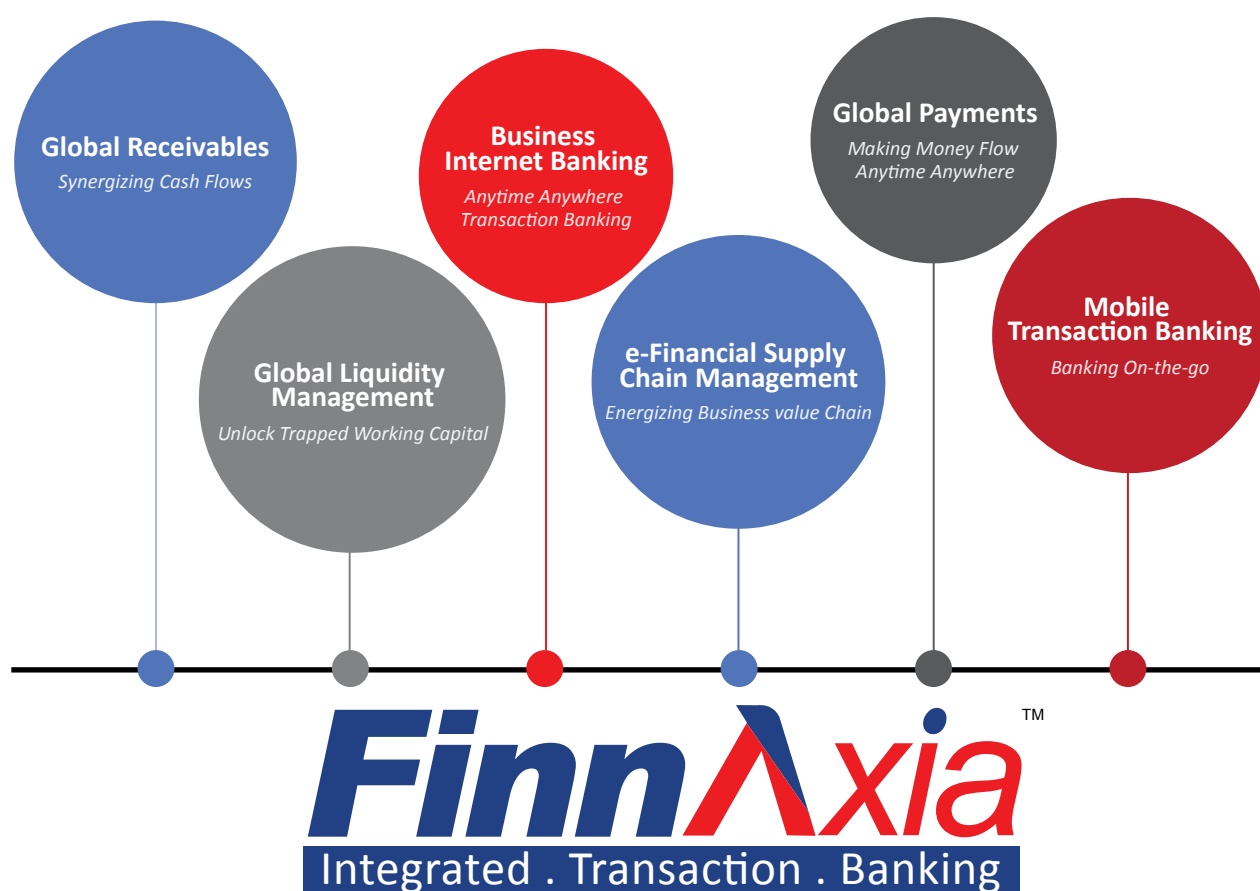 Global Receivables
Synergizing Cash Flows
Global Liquidity
Management
Unlock Trapped Working Capital
Business
Internet Banking
Anytime Anywhere
Transaction Banking
e-Financial Supply
Chain Management
Energizing Business value Chain
Global Payments
Making Money Flow
Anytime Anywhere
Mobile
Transaction Banking
Banking On-the-go
FinnAxia TM
Integrated . Transaction . Banking